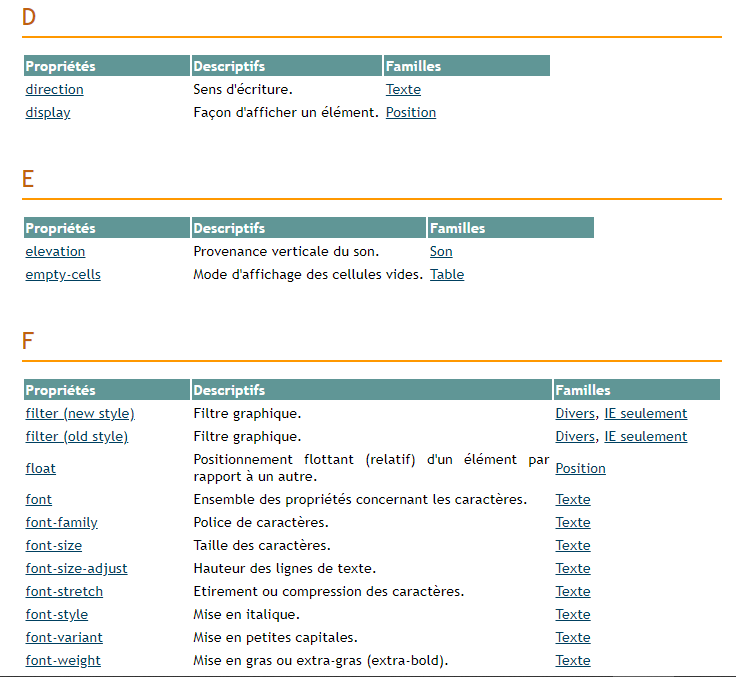 D
Propriétés Descriptifs Familles
direction Sens d'écriture. Texte
display Façon d'afficher un élément. Position
E
Propriétés Descriptifs Familles
elevation Provenance verticale du son. Son
empty-cells Mode d'affichage des cellules vides. Table
F
Propriétés Descriptifs Familles
filter (new style) Filtre graphique. Divers, IE seulement
filter (old style) Filtre graphique. Divers, IE seulement
float Positionnement flottant (relatif) d'un élément par
rapport à un autre. Position
font Ensemble des propriétés concernant les caractères. Texte
font-family Police de caractères. Texte
font-size Taille des caractères. Texte
font-size-adjust Hauteur des lignes de texte. Texte
font-stretch Etirement ou compression des caractères. Texte
font-style Mise en italique. Texte
font-variant Mise en petites capitales. Texte
font-weight Mise en gras ou extra-gras (extra-bold). Texte